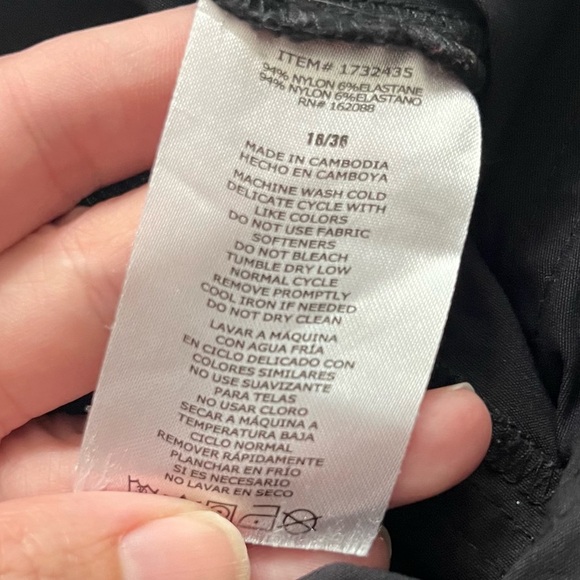 ITEM# 1732435
94% NYLON 6%ELASTANE
94% NYLON 6%ELASTANO
RN# 162088
18/36
MADE IN CAMBODIA
HECHO EN CAMBOYA
MACHINE WASH COLD
DELICATE CYCLE WITH
LIKE COLORS
DO NOT USE FABRIC
SOFTENERS
DO NOT BLEACH
TUMBLE DRY LOW
NORMAL CYCLE
REMOVE PROMPTLY
COOL IRON IF NEEDED
DO NOT DRY CLEAN
LAVAR A MÁQUINA
CON AGUA FRÍA
EN CICLO DELICADO CON
COLORES SIMILARES
NO USE SUAVIZANTE
PARA TELAS
NO USAR CLORO
SECAR A MÁQUINA A
TEMPERATURA BAJA
CICLO NORMAL
REMOVER RÁPIDAMENTE
PLANCHAR EN FRÍO
SI ES NECESARIO
NO LAVAR EN SECO